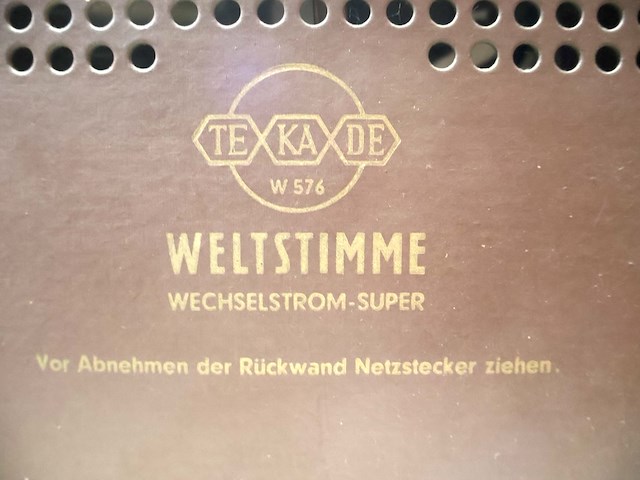 TE KA DE
W 576
WELTSTIMME
WECHSELSTROM-SUPER
Vor Abnehmen der Rückwand Netzstecker ziehen.